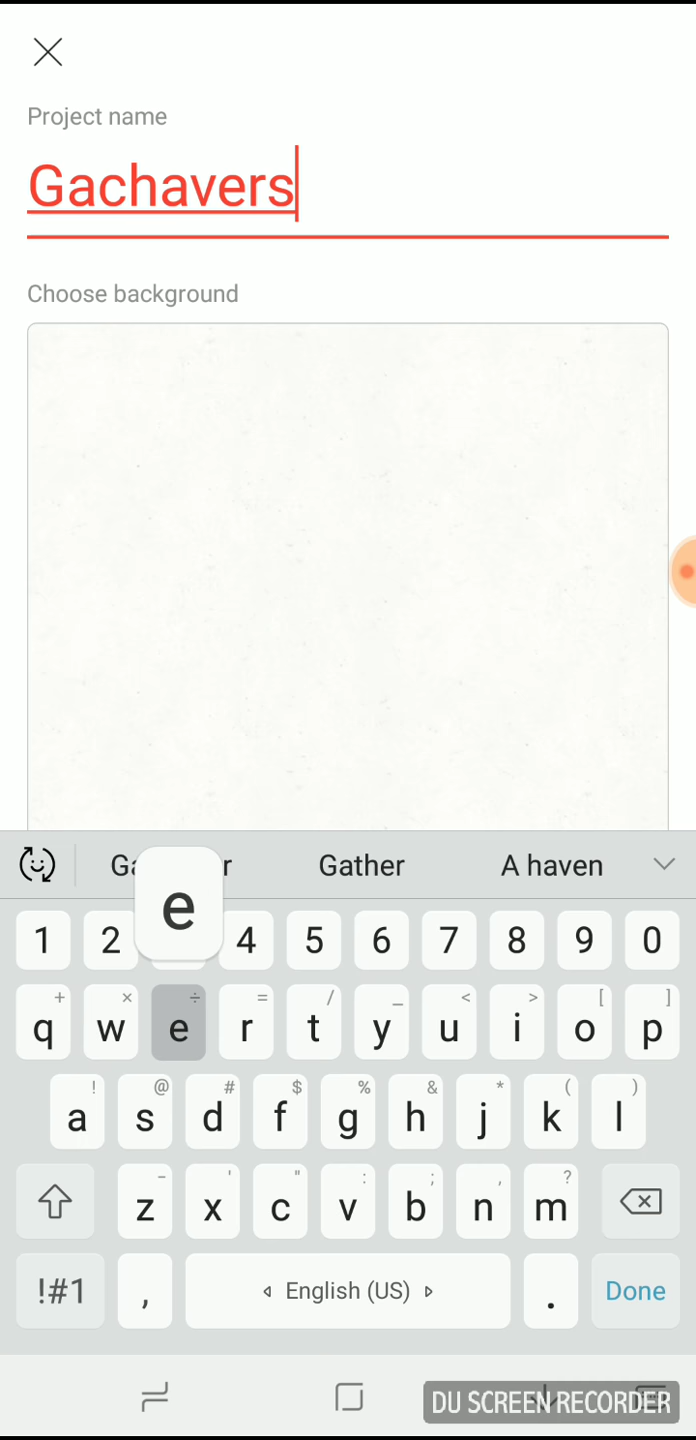 Project name
Gachavers
Choose background
Gather A haven
e
1 2 4 5 6 7 8 9 0
+ × ÷ = / _ < > [ ]
q w e r t y u i o p
! @ # $ % & * ( )
a s d f g h j k l
- ' " : ; , ?
z x c v b n m
!#1 , English (US) . Done
DU SCREEN RECORDER